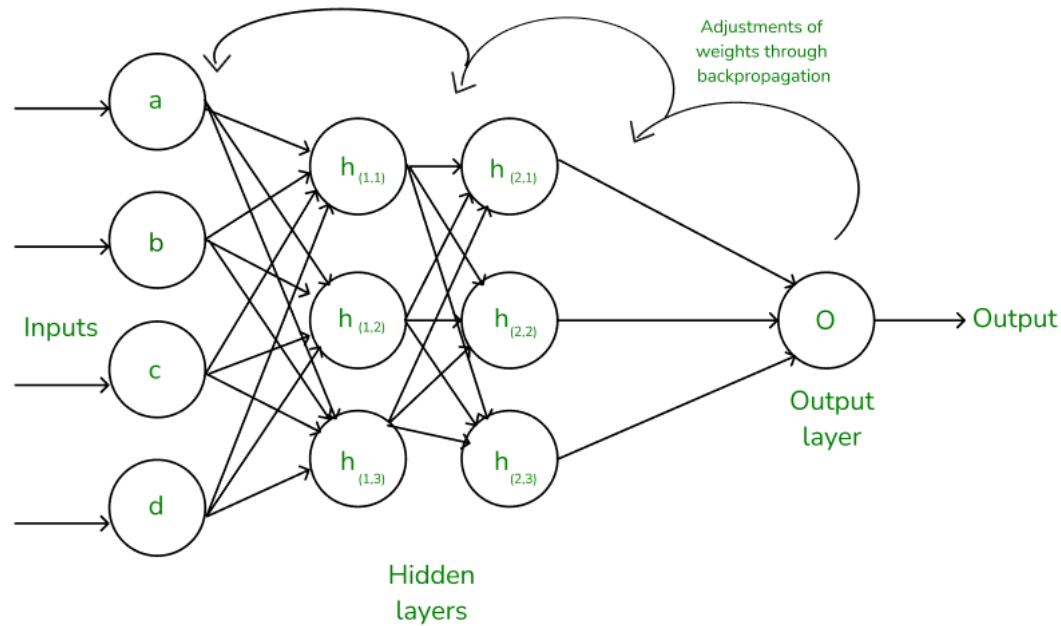 Adjustments of
weights through
backpropagation
a
h (1,1)
h (2,1)
b
Inputs
h (1,2)
h (2,2)
O
Output
c
Output
layer
h (1,3)
h (2,3)
d
Hidden
layers